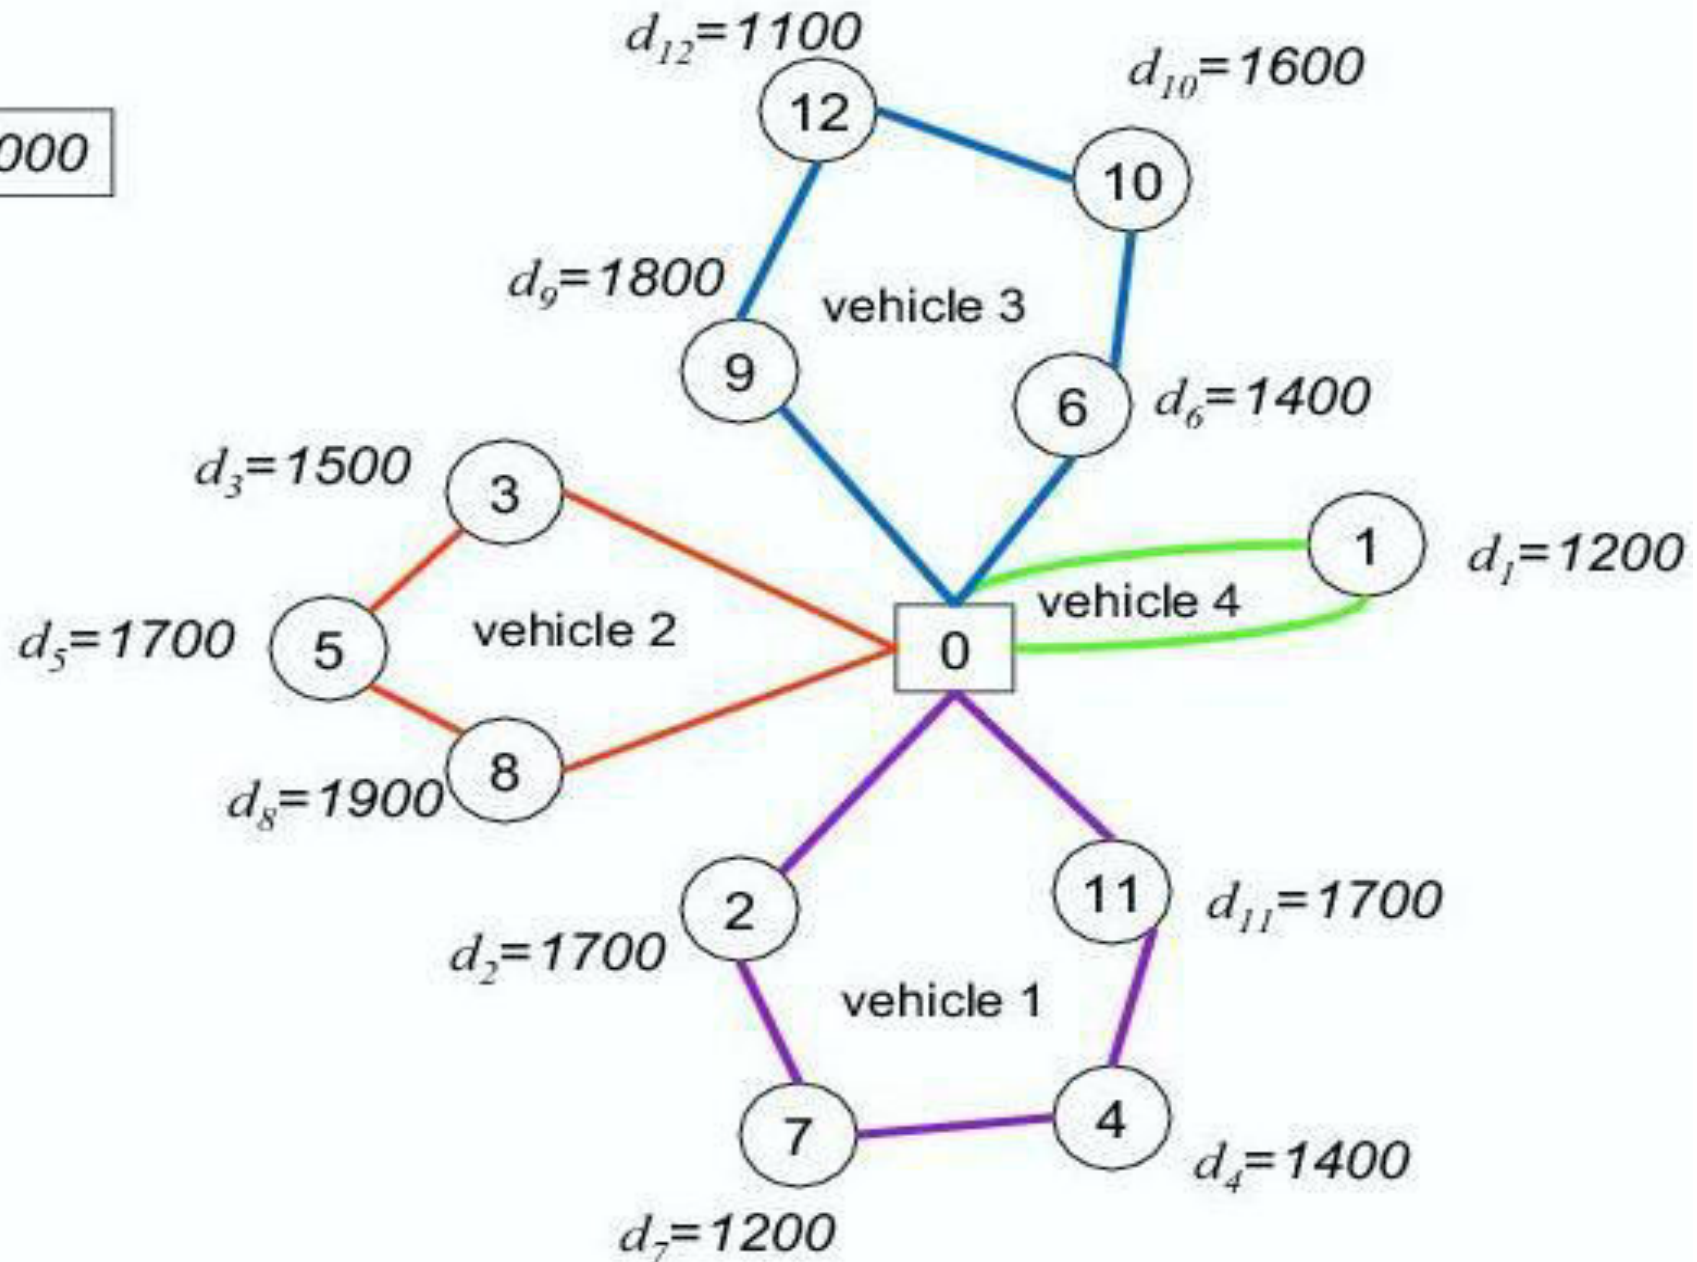 d₁₂=1100
d₁₀=1600
12
000
10
d₉=1800
vehicle 3
9
6
d₆=1400
d₃=1500
3
1
d₁=1200
vehicle 4
d₅=1700
5
vehicle 2
0
8
d₈=1900
2
11
d₁₁=1700
d₂=1700
vehicle 1
7
4
d₄=1400
d₇=1200